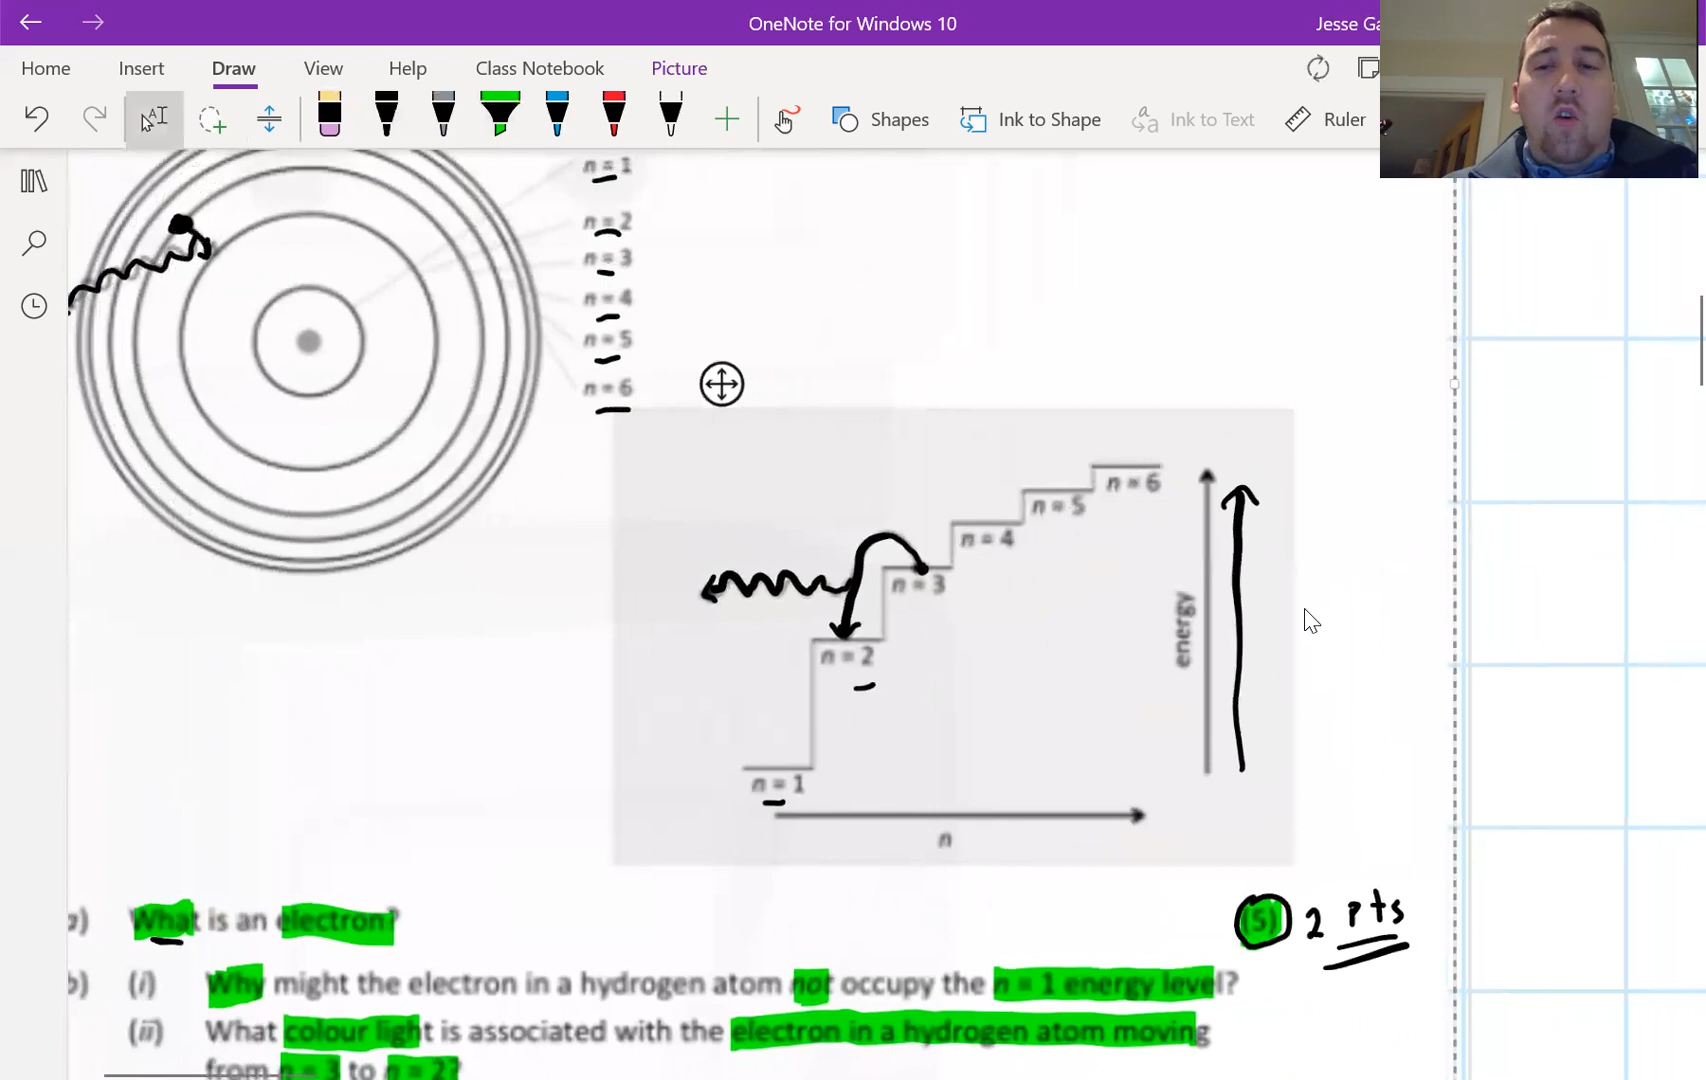 OneNote for Windows 10
Jesse Ga
Home Insert Draw View Help Class Notebook Picture
Shapes Ink to Shape Ink to Text Ruler
n = 1
n = 2
n = 3
n = 4
n = 5
n = 6
n = 6
n = 5
n = 4
n = 3
n = 2
n = 1
energy
n
a) What is an electron? (5) 2 pts
b) (i) Why might the electron in a hydrogen atom not occupy the n = 1 energy level?
(ii) What colour light is associated with the electron in a hydrogen atom moving
from n = 3 to n = 2?